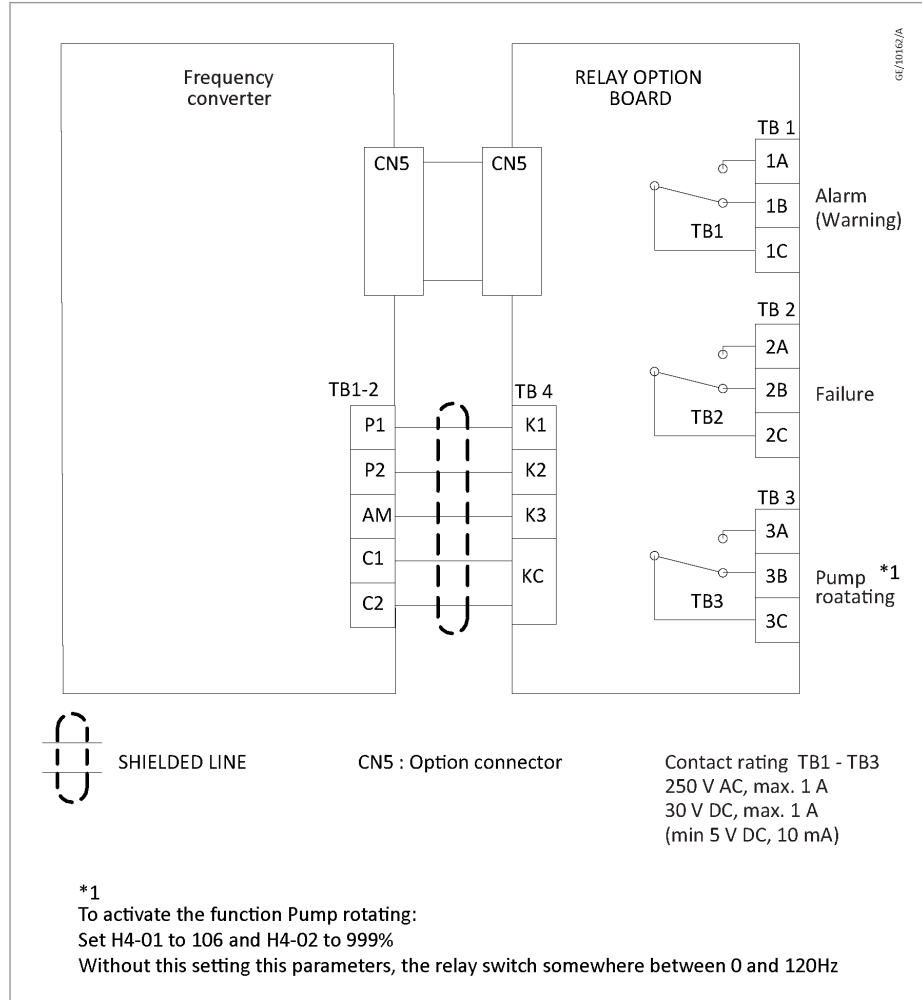 GE/10162/A
Frequency
converter
RELAY OPTION
BOARD
CN5
CN5
TB 1
1A
1B
1C
TB1
Alarm
(Warning)
TB 2
2A
2B
2C
TB2
Failure
TB1-2
P1
P2
AM
C1
C2
TB 4
K1
K2
K3
KC
TB 3
3A
3B
3C
TB3
Pump *1
roatating
SHIELDED LINE
CN5 : Option connector
Contact rating TB1 - TB3
250 V AC, max. 1 A
30 V DC, max. 1 A
(min 5 V DC, 10 mA)
*1
To activate the function Pump rotating:
Set H4-01 to 106 and H4-02 to 999%
Without this setting this parameters, the relay switch somewhere between 0 and 120Hz